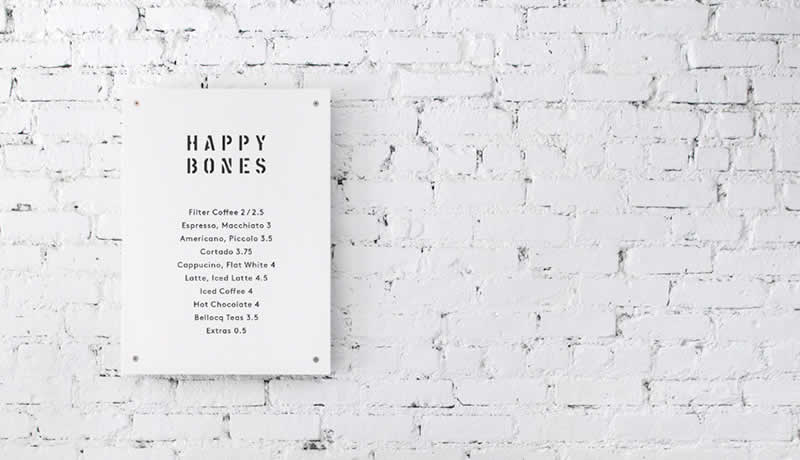 HAPPY
BONES
Filter Coffee 2 / 2.5
Espresso, Macchiato 3
Americano, Piccolo 3.5
Cortado 3.75
Cappucino, Flat White 4
Latte, Iced Latte 4.5
Iced Coffee 4
Hot Chocolate 4
Bellocq Teas 3.5
Extras 0.5